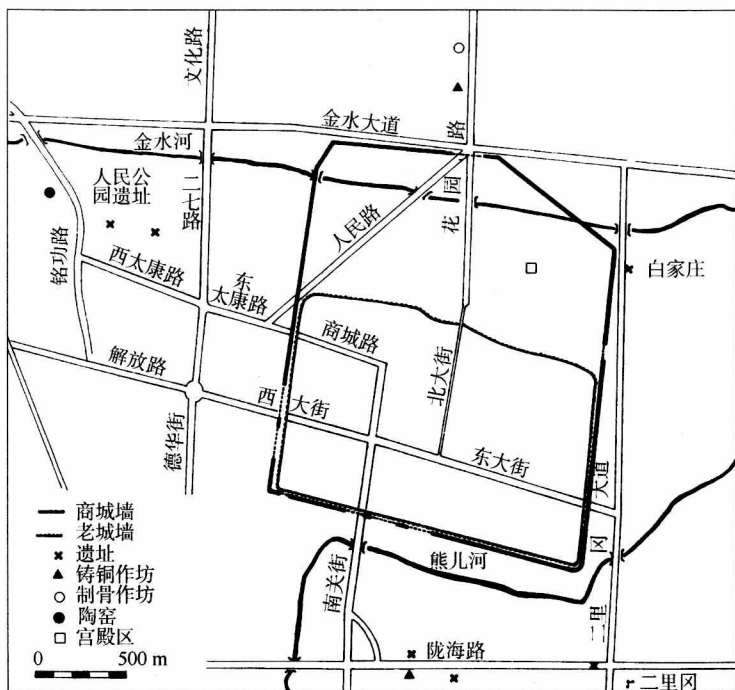 文化路
金水大道
金水河
人民公
园遗址
二七路
花园路
人民路
铭功路
西太康路
东
太康路
白家庄
商城路
解放路
北大街
西大街
德华街
东大街
二里冈大道
商城墙
老城墙
遗址
铸铜作坊
制骨作坊
陶窑
宫殿区
0 500 m
南关街
熊儿河
陇海路
二里冈